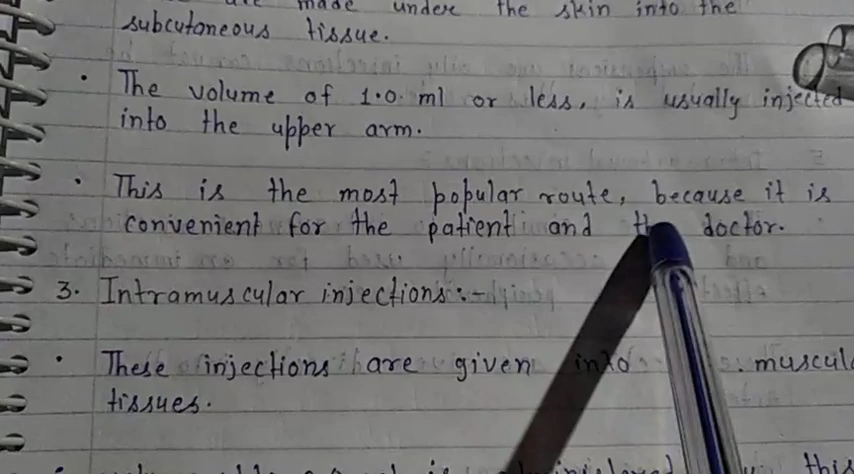 made under the skin into the
subcutaneous tissue.
• The volume of 1.0 ml or less, is usually injected
into the upper arm.
• This is the most popular route, because it is
convenient for the patient and doctor.
3. Intramuscular injections:-
• These injections are given into muscul
tissues.
this